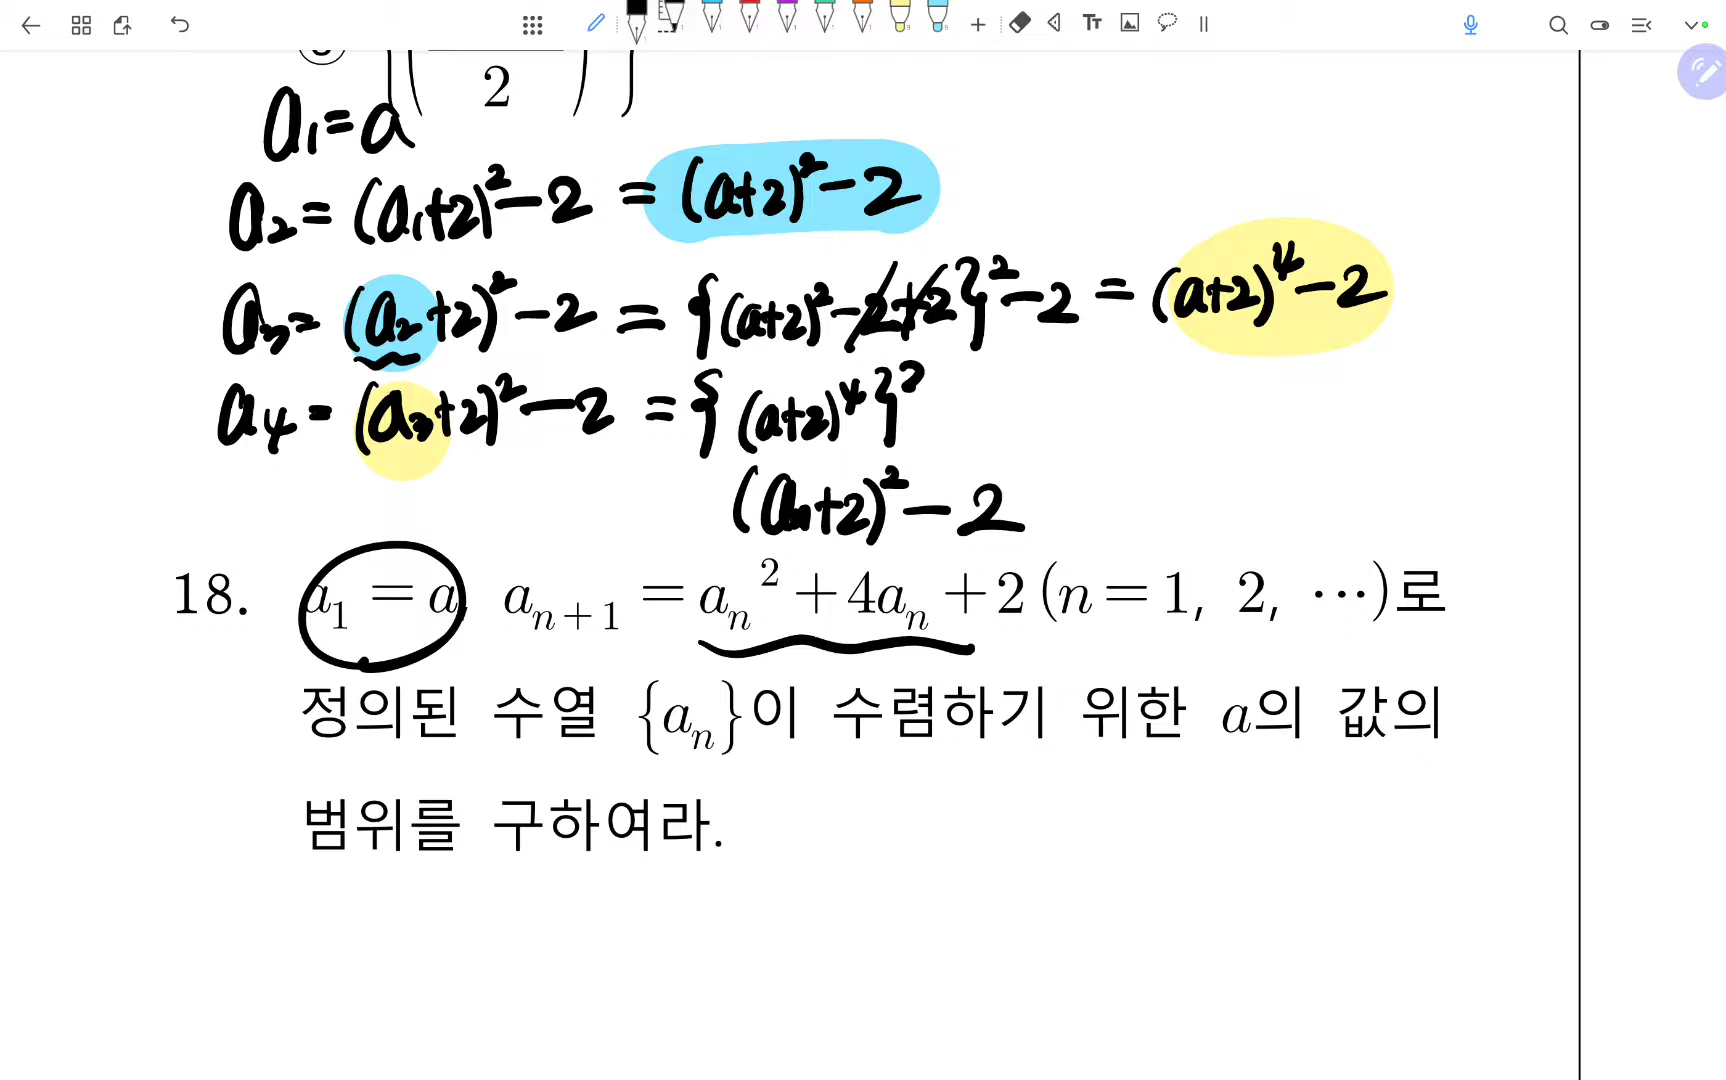 2
a₁ = a
a₂ = (a₁+2)² − 2 = (a+2)² − 2
a₃ = (a₂+2)² − 2 = {(a+2)² − 2 + 2}² − 2 = (a+2)⁴ − 2
a₄ = (a₃+2)² − 2 = {(a+2)⁴}²
(aₙ+2)² − 2
18. a₁ = a, aₙ₊₁ = aₙ² + 4aₙ + 2 (n = 1, 2, ⋯)로
정의된 수열 {aₙ}이 수렴하기 위한 a의 값의
범위를 구하여라.